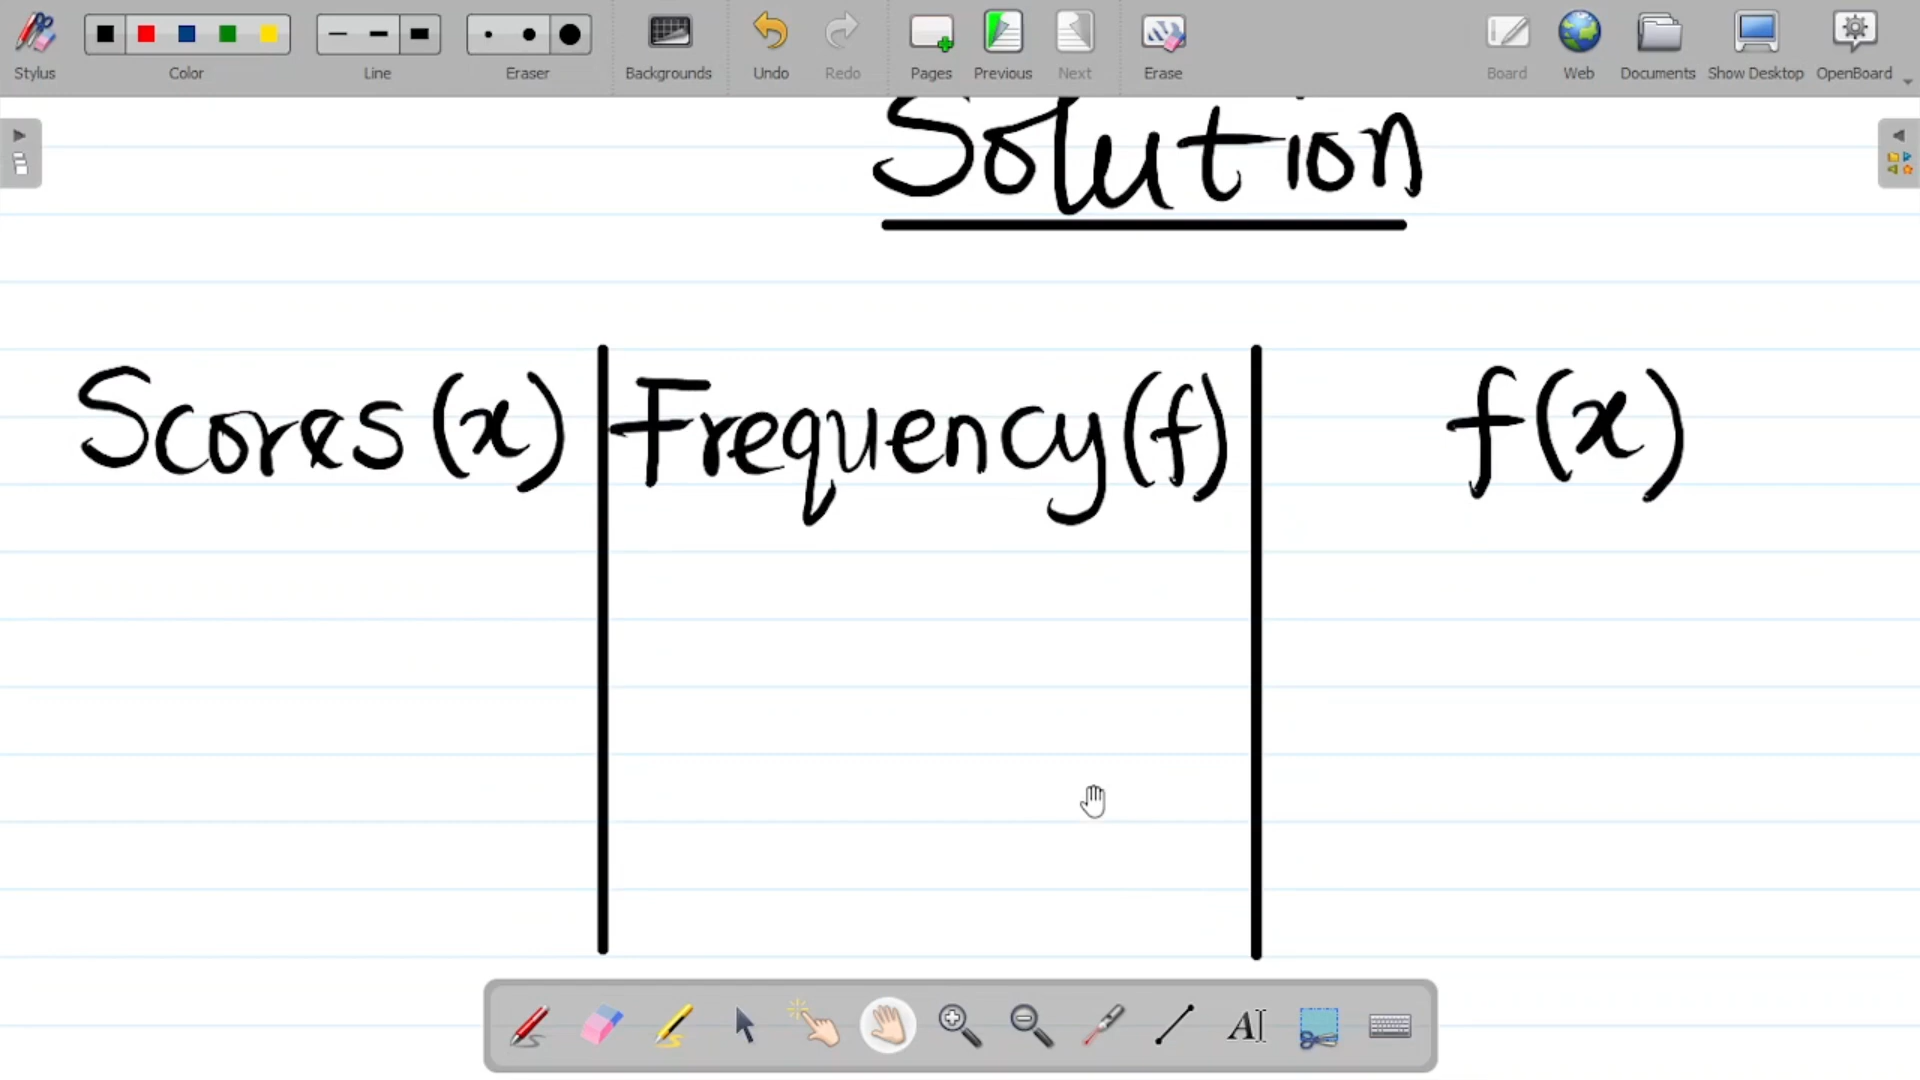 Stylus Color Line Eraser Backgrounds Undo Redo Pages Previous Next Erase Board Web Documents Show Desktop OpenBoard
Solution
Scores (x) Frequency (f) f(x)